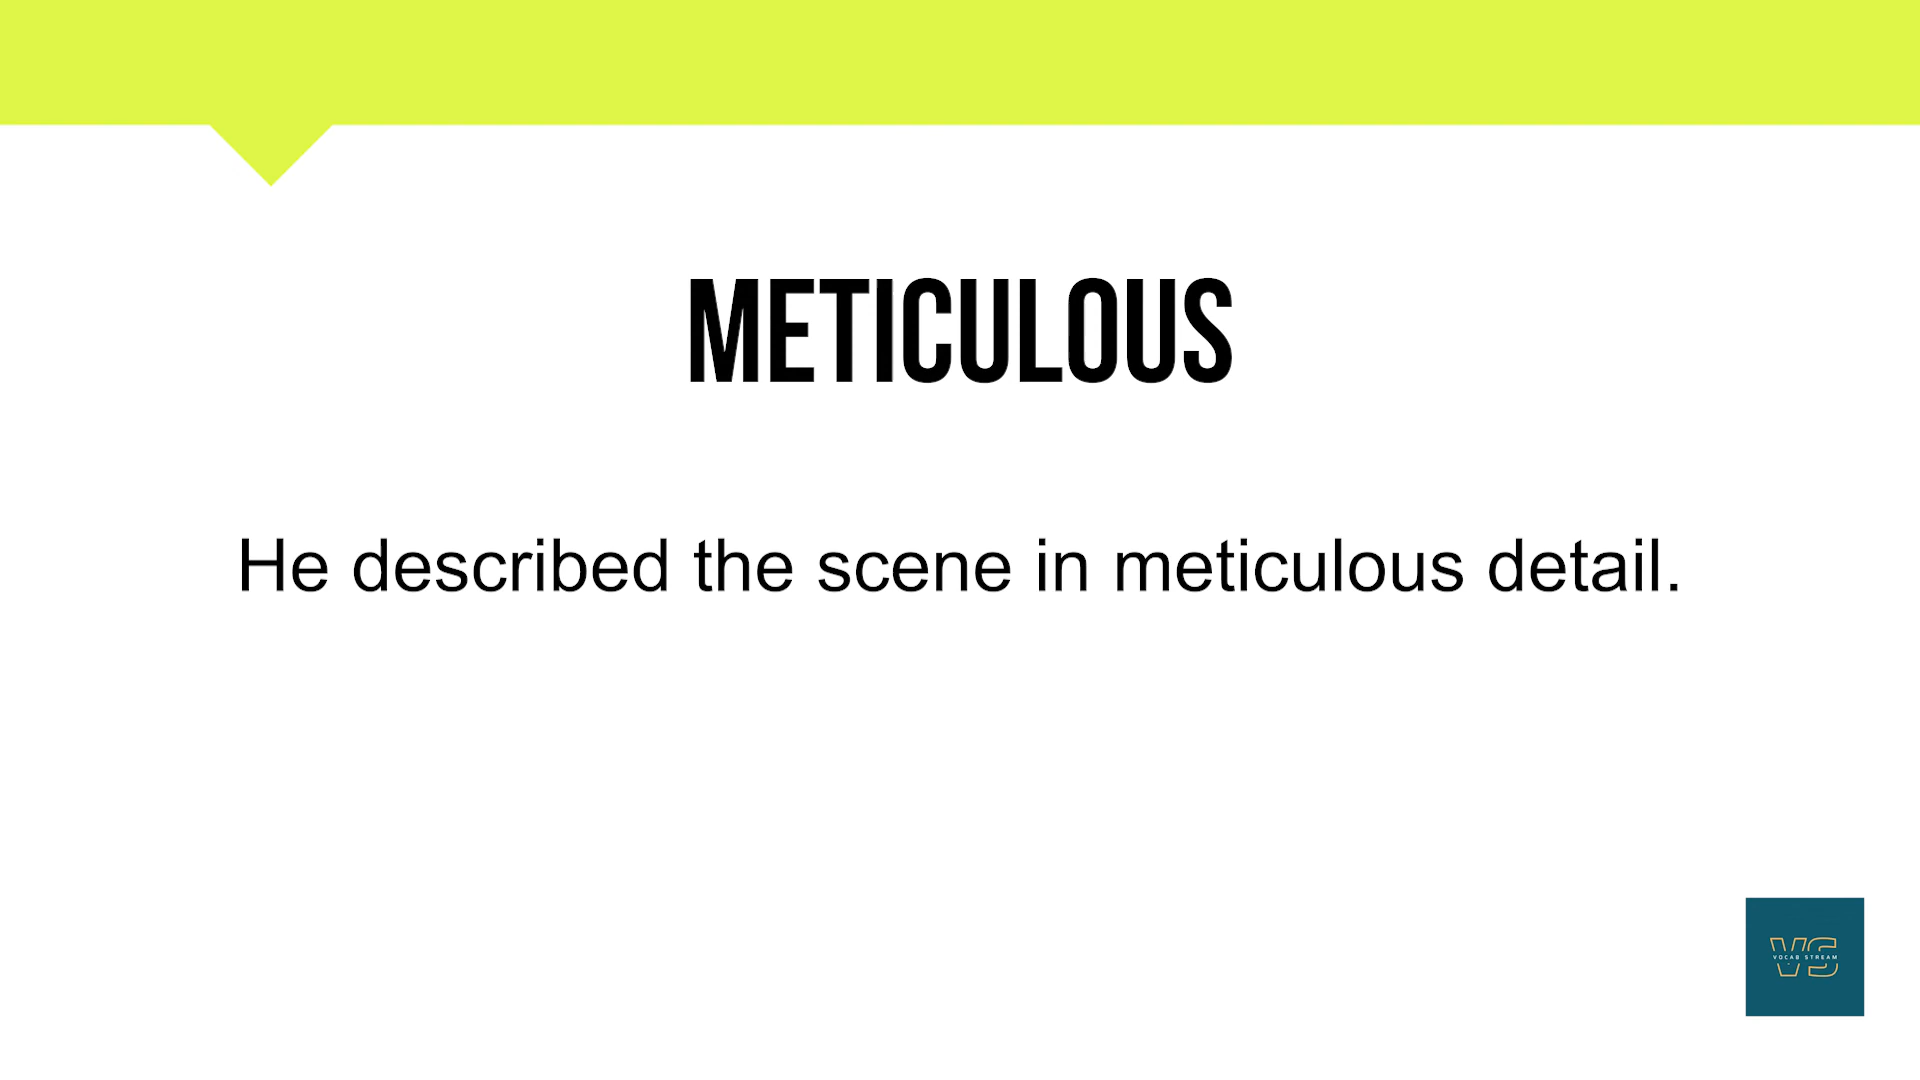 METICULOUS
He described the scene in meticulous detail.
VS
VOCAB STREAM